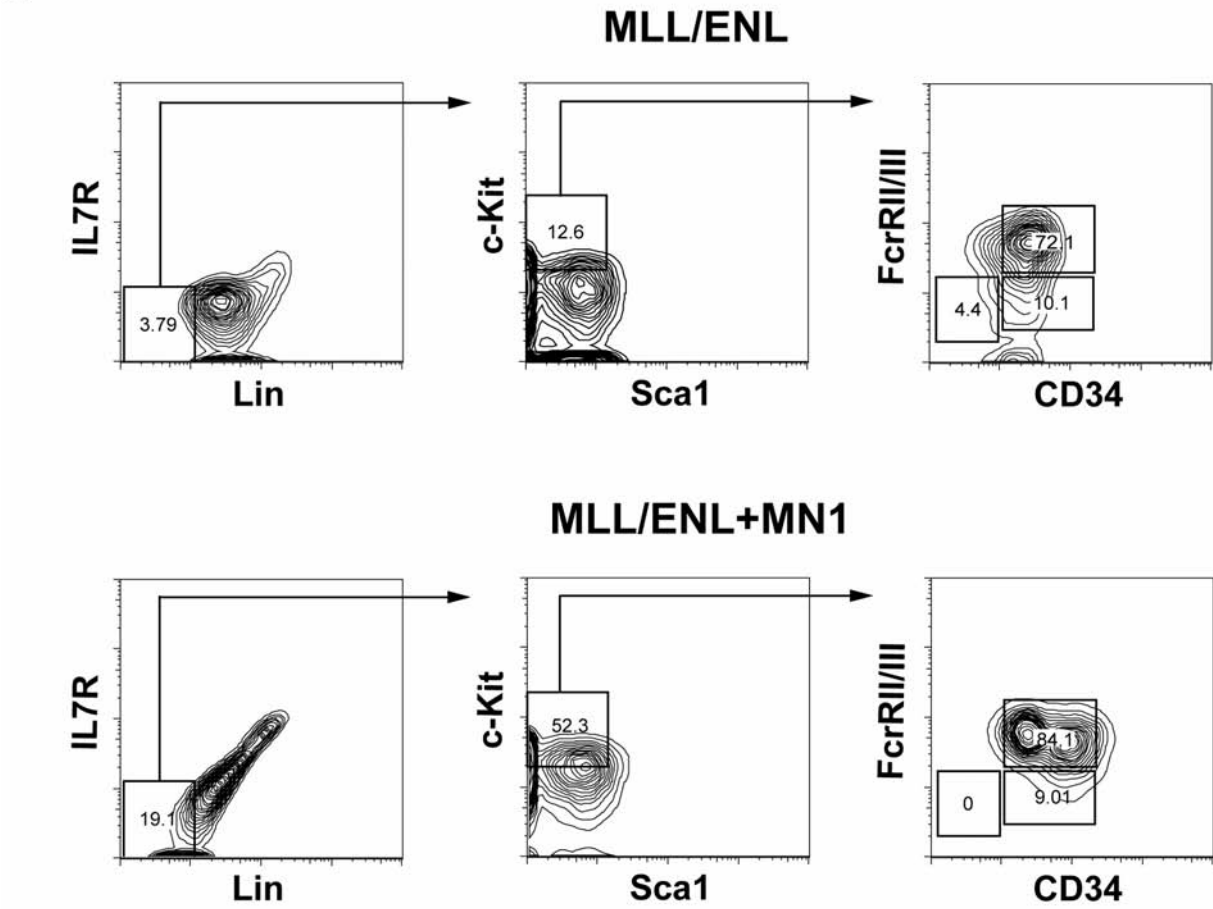 MLL/ENL
IL7R
3.79
Lin
c-Kit
12.6
Sca1
FcrRII/III
72.1
4.4
10.1
CD34
MLL/ENL+MN1
IL7R
19.1
Lin
c-Kit
52.3
Sca1
FcrRII/III
84.1
0
9.01
CD34